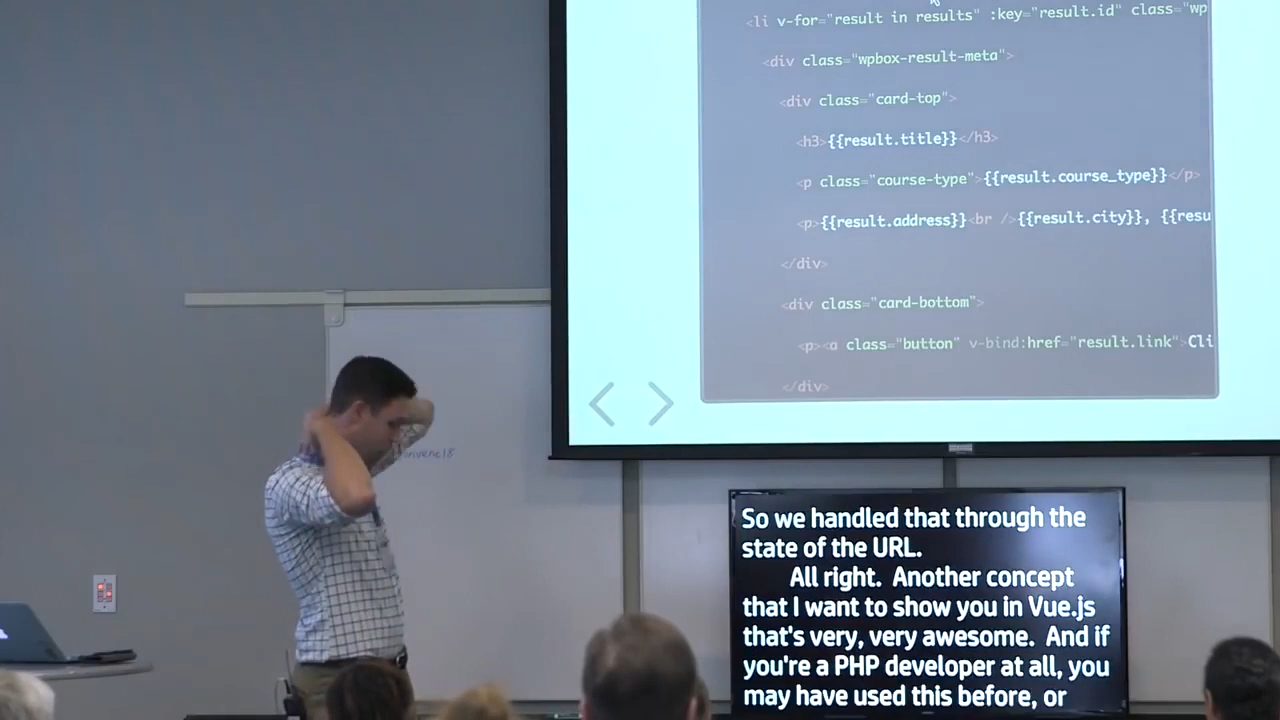 <li v-for="result in results" :key="result.id" class="wp
<div class="wpbox-result-meta">
<div class="card-top">
<h3>{{result.title}}</h3>
<p class="course-type">{{result.course_type}}</p>
<p>{{result.address}}<br />{{result.city}}, {{resu
</div>
<div class="card-bottom">
<p><a class="button" v-bind:href="result.link">Cli
</div>
So we handled that through the
state of the URL.
All right. Another concept
that I want to show you in Vue.js
that's very, very awesome. And if
you're a PHP developer at all, you
may have used this before, or